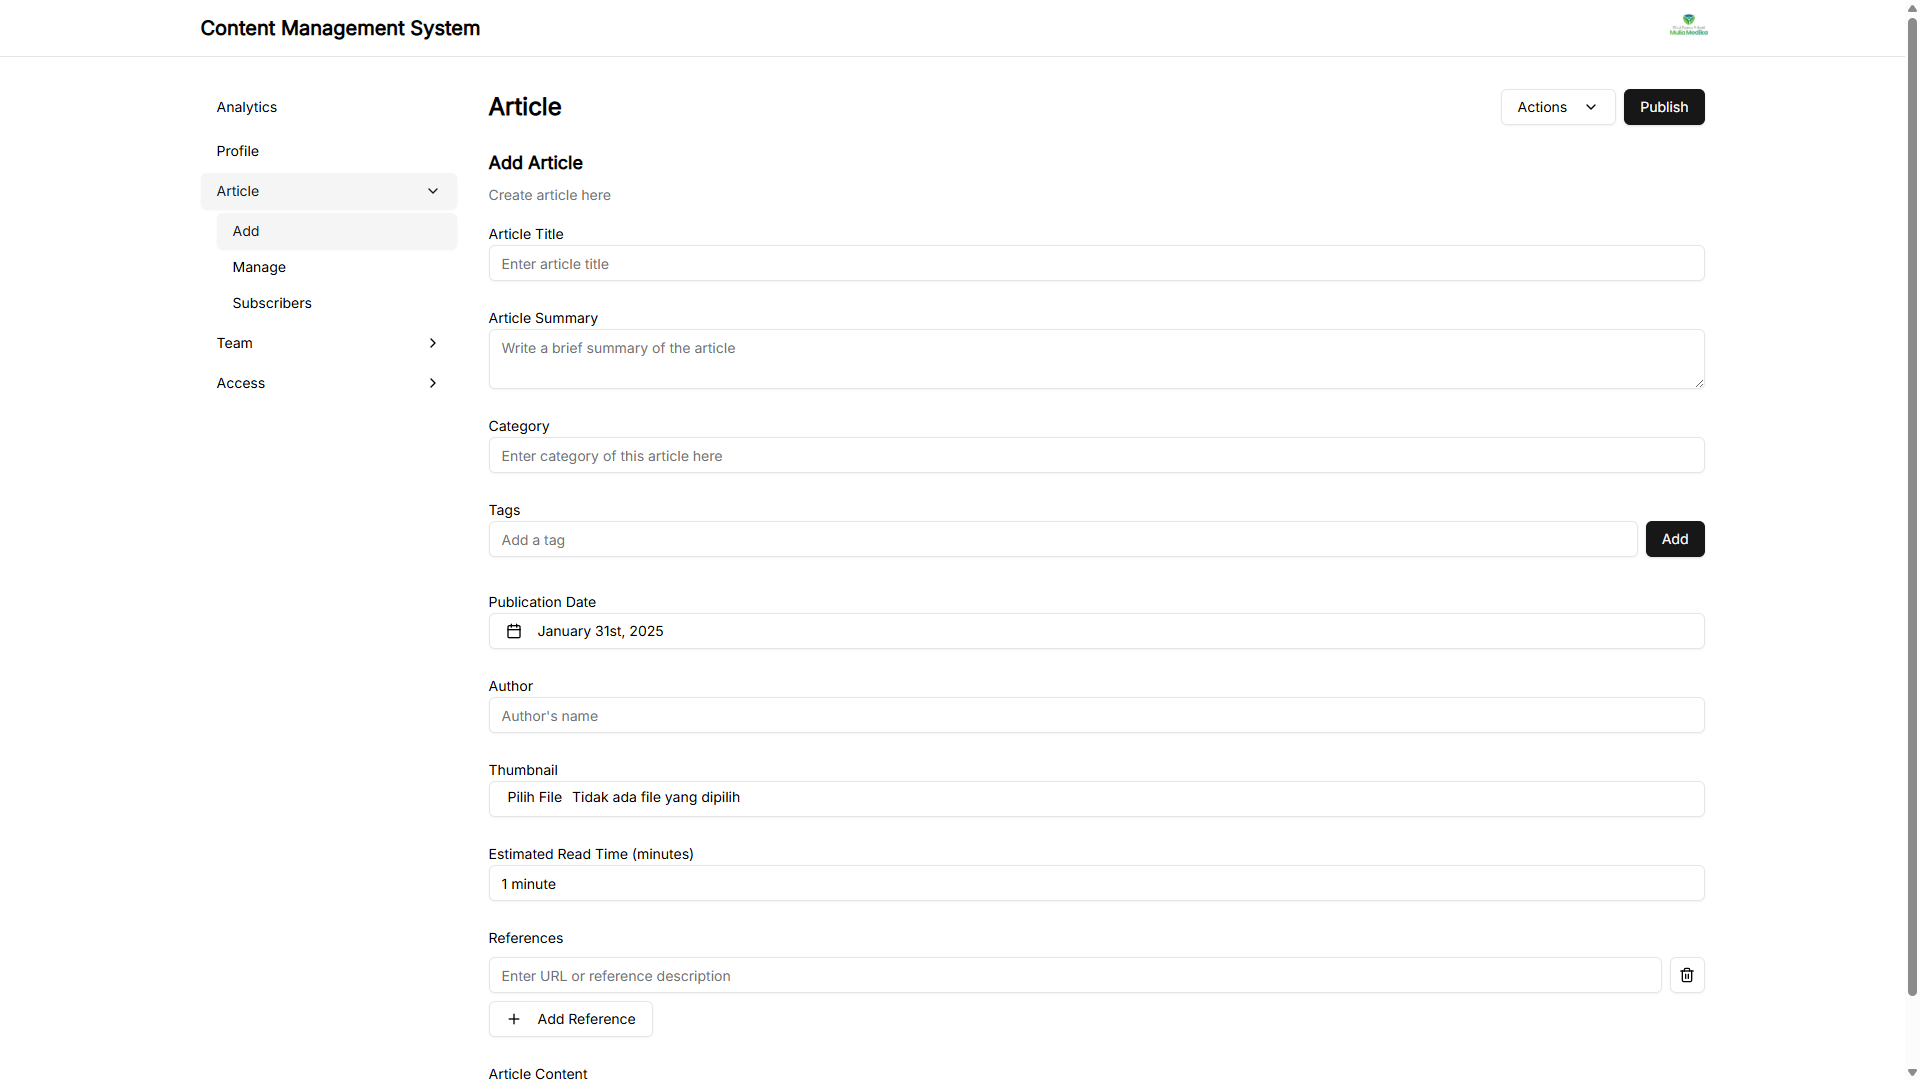 Content Management System
Mulia Medika
Analytics
Profile
Article
Add
Manage
Subscribers
Team
Access
Article
Actions
Publish
Add Article
Create article here
Article Title
Enter article title
Article Summary
Write a brief summary of the article
Category
Enter category of this article here
Tags
Add a tag
Add
Publication Date
January 31st, 2025
Author
Author's name
Thumbnail
Pilih File Tidak ada file yang dipilih
Estimated Read Time (minutes)
1 minute
References
Enter URL or reference description
Add Reference
Article Content